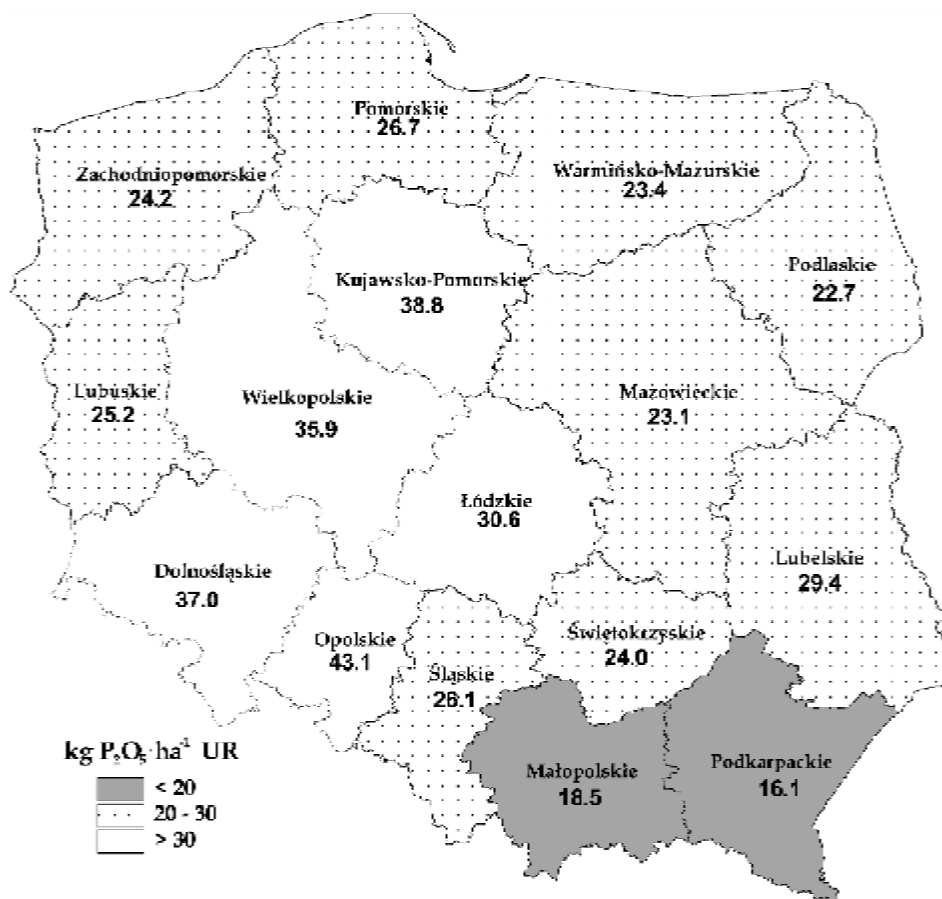 Pomorskie
26.7
Zachodniopomorskie
24.2
Warmińsko-Mazurskie
23.4
Podlaskie
22.7
Kujawsko-Pomorskie
38.8
Lubuskie
25.2
Wielkopolskie
35.9
Mazowieckie
23.1
Łódzkie
30.6
Lubelskie
29.4
Dolnośląskie
37.0
Opolskie
43.1
Śląskie
26.1
Świętokrzyskie
24.0
Małopolskie
18.5
Podkarpackie
16.1
kg P₂O₅·ha⁻¹ UR
< 20
20 - 30
> 30